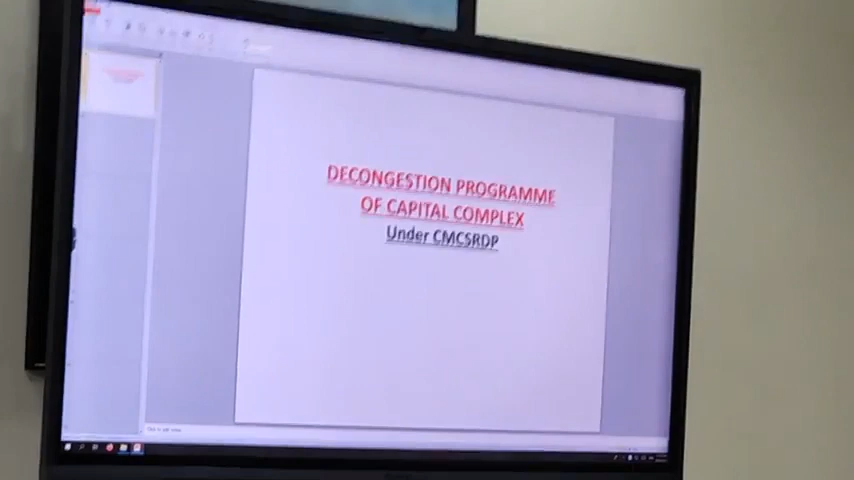 DECONGESTION PROGRAMME
OF CAPITAL COMPLEX
Under CMCSRDP